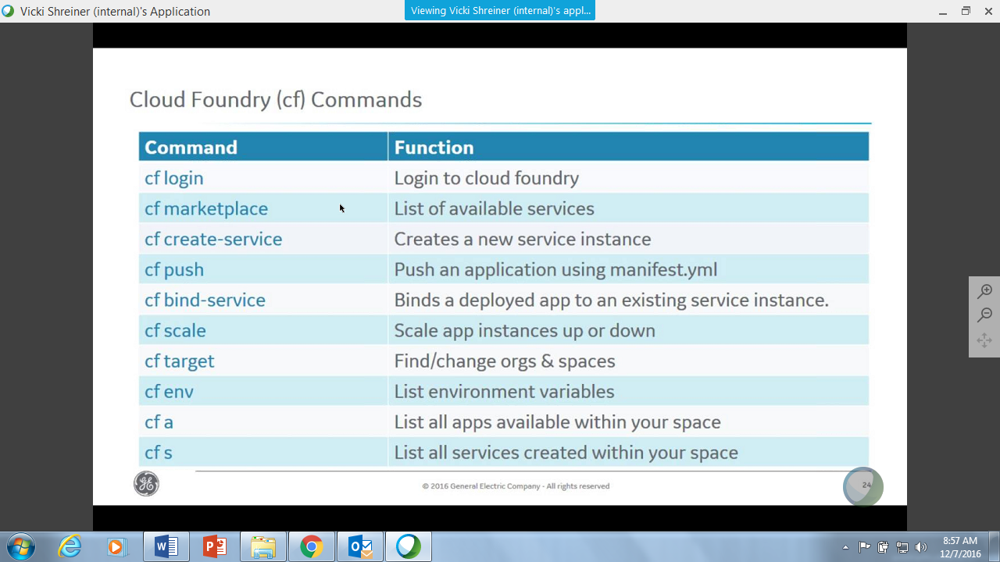 Vicki Shreiner (internal)'s Application
Viewing Vicki Shreiner (internal)'s appl...
Cloud Foundry (cf) Commands
Command Function
cf login Login to cloud foundry
cf marketplace List of available services
cf create-service Creates a new service instance
cf push Push an application using manifest.yml
cf bind-service Binds a deployed app to an existing service instance.
cf scale Scale app instances up or down
cf target Find/change orgs & spaces
cf env List environment variables
cf a List all apps available within your space
cf s List all services created within your space
© 2016 General Electric Company - All rights reserved
24
8:57 AM
12/7/2016